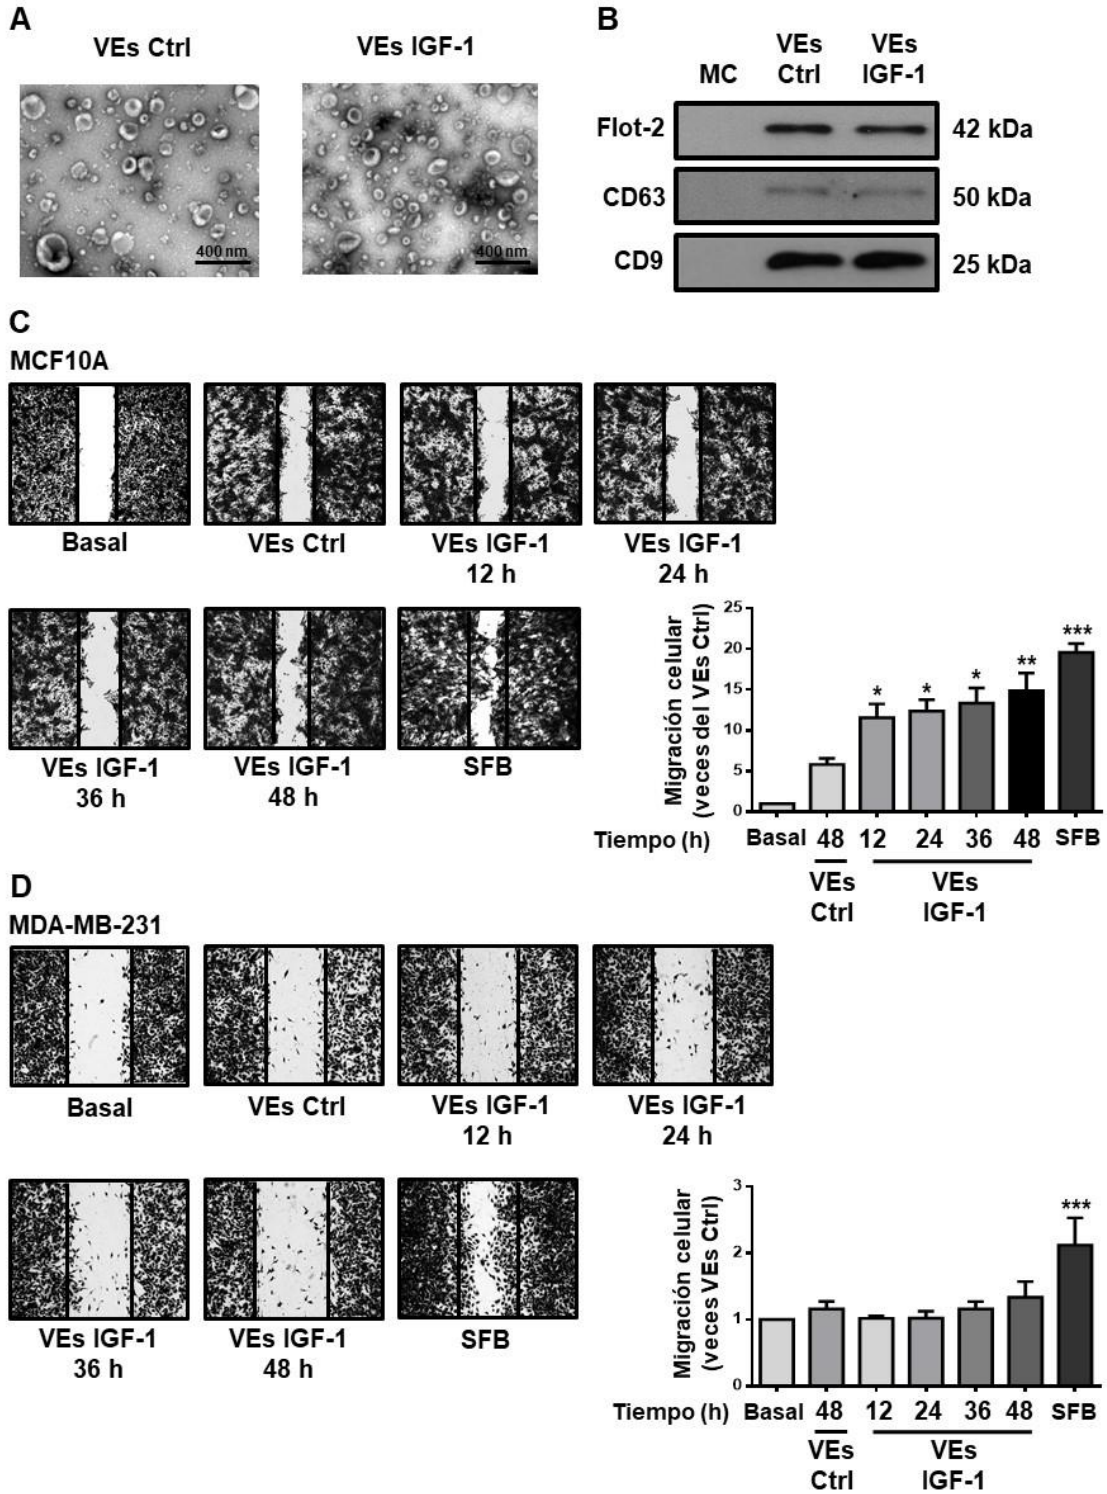 A
VEs Ctrl
VEs IGF-1
400 nm
400 nm
B
MC
VEs
Ctrl
VEs
IGF-1
Flot-2
42 kDa
CD63
50 kDa
CD9
25 kDa
C
MCF10A
Basal
VEs Ctrl
VEs IGF-1
12 h
VEs IGF-1
24 h
VEs IGF-1
36 h
VEs IGF-1
48 h
SFB
Migración celular
(veces del VEs Ctrl)
25
20
15
10
5
0
*
*
*
**
***
Tiempo (h)
Basal
48
12
24
36
48
SFB
VEs
Ctrl
VEs
IGF-1
D
MDA-MB-231
Basal
VEs Ctrl
VEs IGF-1
12 h
VEs IGF-1
24 h
VEs IGF-1
36 h
VEs IGF-1
48 h
SFB
Migración celular
(veces VEs Ctrl)
3
2
1
0
***
Tiempo (h)
Basal
48
12
24
36
48
SFB
VEs
Ctrl
VEs
IGF-1